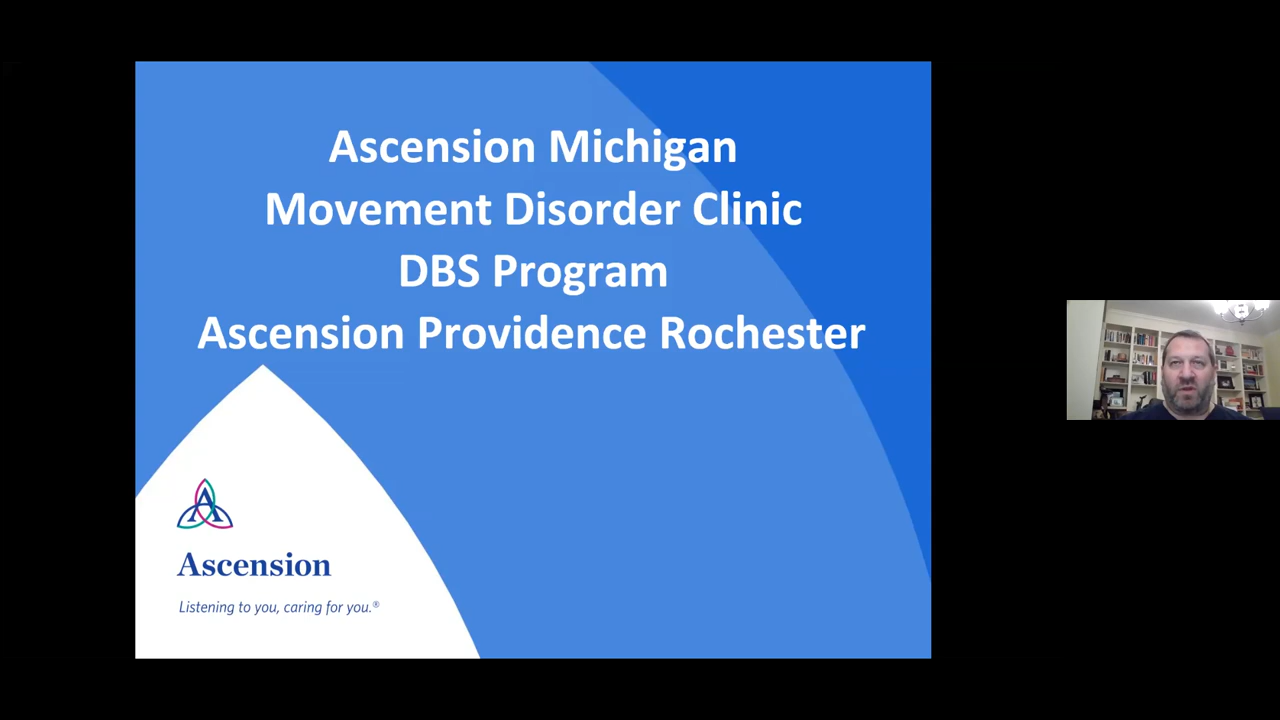 Ascension Michigan
Movement Disorder Clinic
DBS Program
Ascension Providence Rochester
A
Ascension
Listening to you, caring for you.®